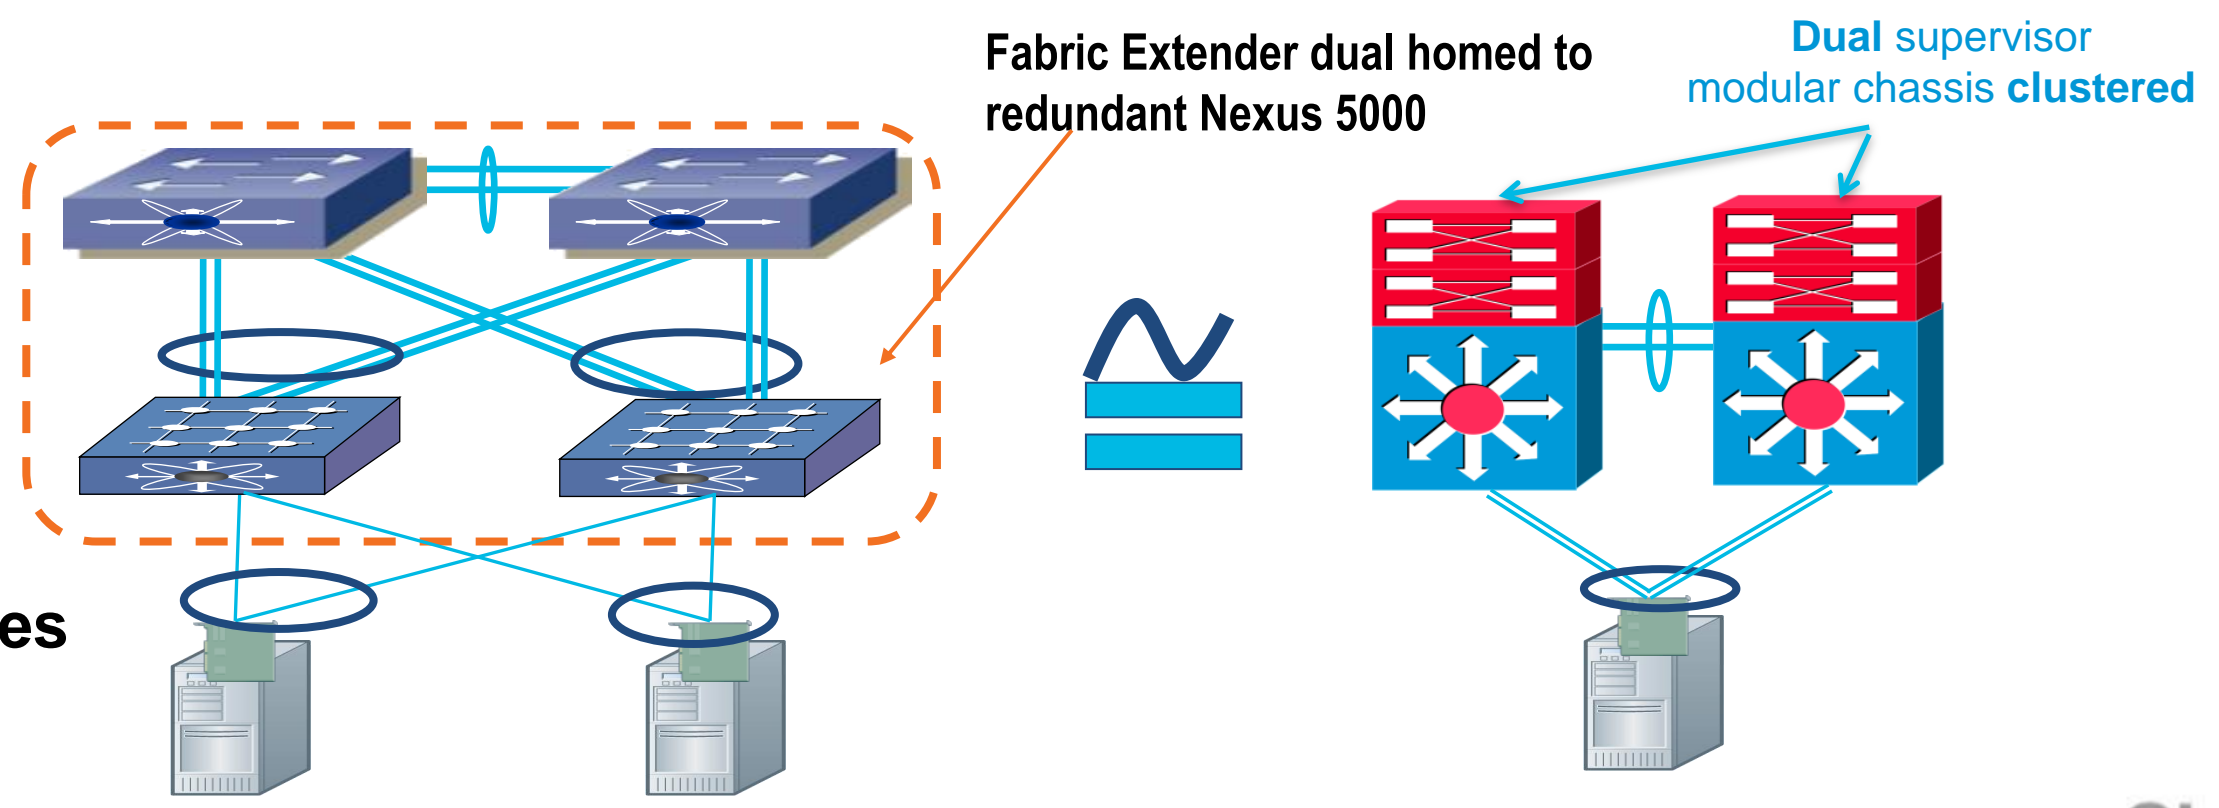 Fabric Extender dual homed to
redundant Nexus 5000
Dual supervisor
modular chassis clustered
es